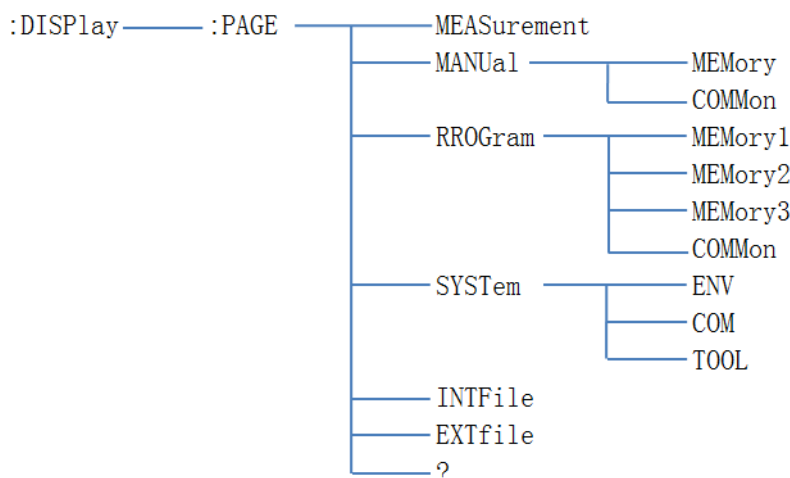 :DISPlay :PAGE MEASurement
MANUal MEMory
COMMon
RROGram MEMory1
MEMory2
MEMory3
COMMon
SYSTem ENV
COM
TOOL
INTFile
EXTfile
?